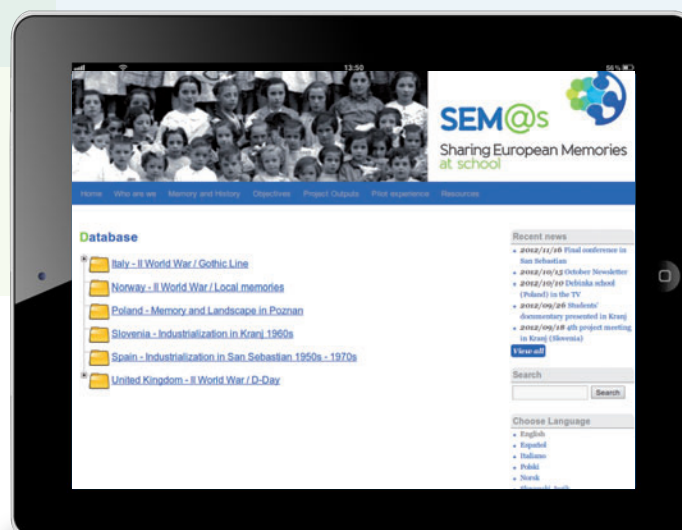 13:50
56 %
SEM@s
Sharing European Memories
at school
Home Who are we Memory and History Objectives Project Outputs Pilot experience Resources
Database
Italy - II World War / Gothic Line
Norway - II World War / Local memories
Poland - Memory and Landscape in Poznan
Slovenia - Industrialization in Kranj 1960s
Spain - Industrialization in San Sebastian 1950s - 1970s
United Kingdom - II World War / D-Day
Recent news
2012/11/16 Final conference in
San Sebastian
2012/10/15 October Newsletter
2012/10/10 Debinka school
(Poland) in the TV
2012/09/26 Students'
documentary presented in Kranj
2012/09/18 4th project meeting
in Kranj (Slovenia)
View all
Search
Search
Choose Language
English
Español
Italiano
Polski
Norsk